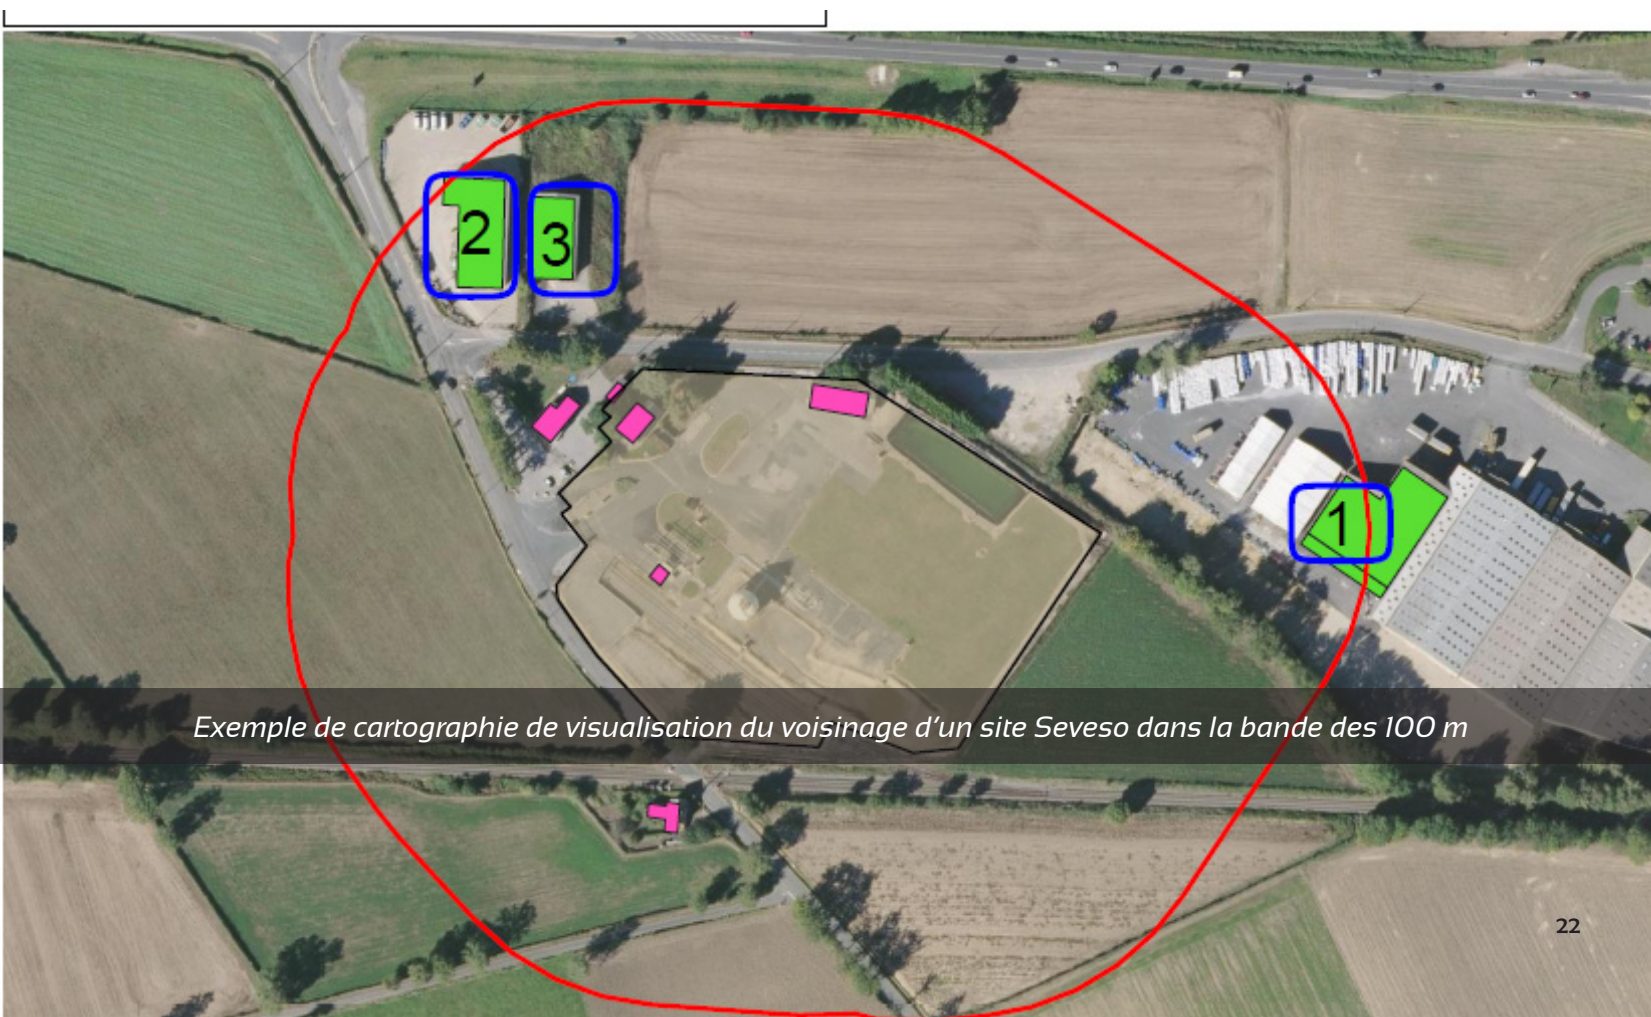 2
3
1
Exemple de cartographie de visualisation du voisinage d'un site Seveso dans la bande des 100 m
22